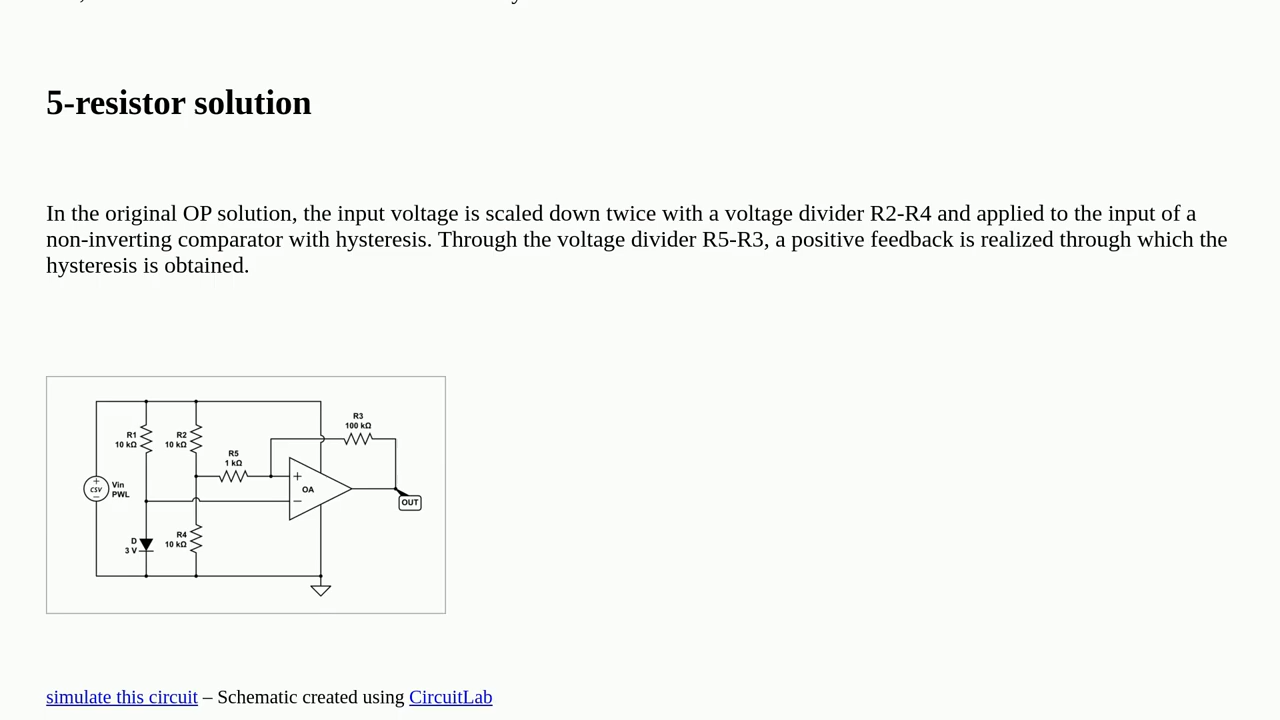 5-resistor solution
In the original OP solution, the input voltage is scaled down twice with a voltage divider R2-R4 and applied to the input of a
non-inverting comparator with hysteresis. Through the voltage divider R5-R3, a positive feedback is realized through which the
hysteresis is obtained.
R3
100 kΩ
R1
10 kΩ
R2
10 kΩ
R5
1 kΩ
+
−
OA
+
CSV
−
Vin
PWL
OUT
D
3 V
R4
10 kΩ
simulate this circuit – Schematic created using CircuitLab